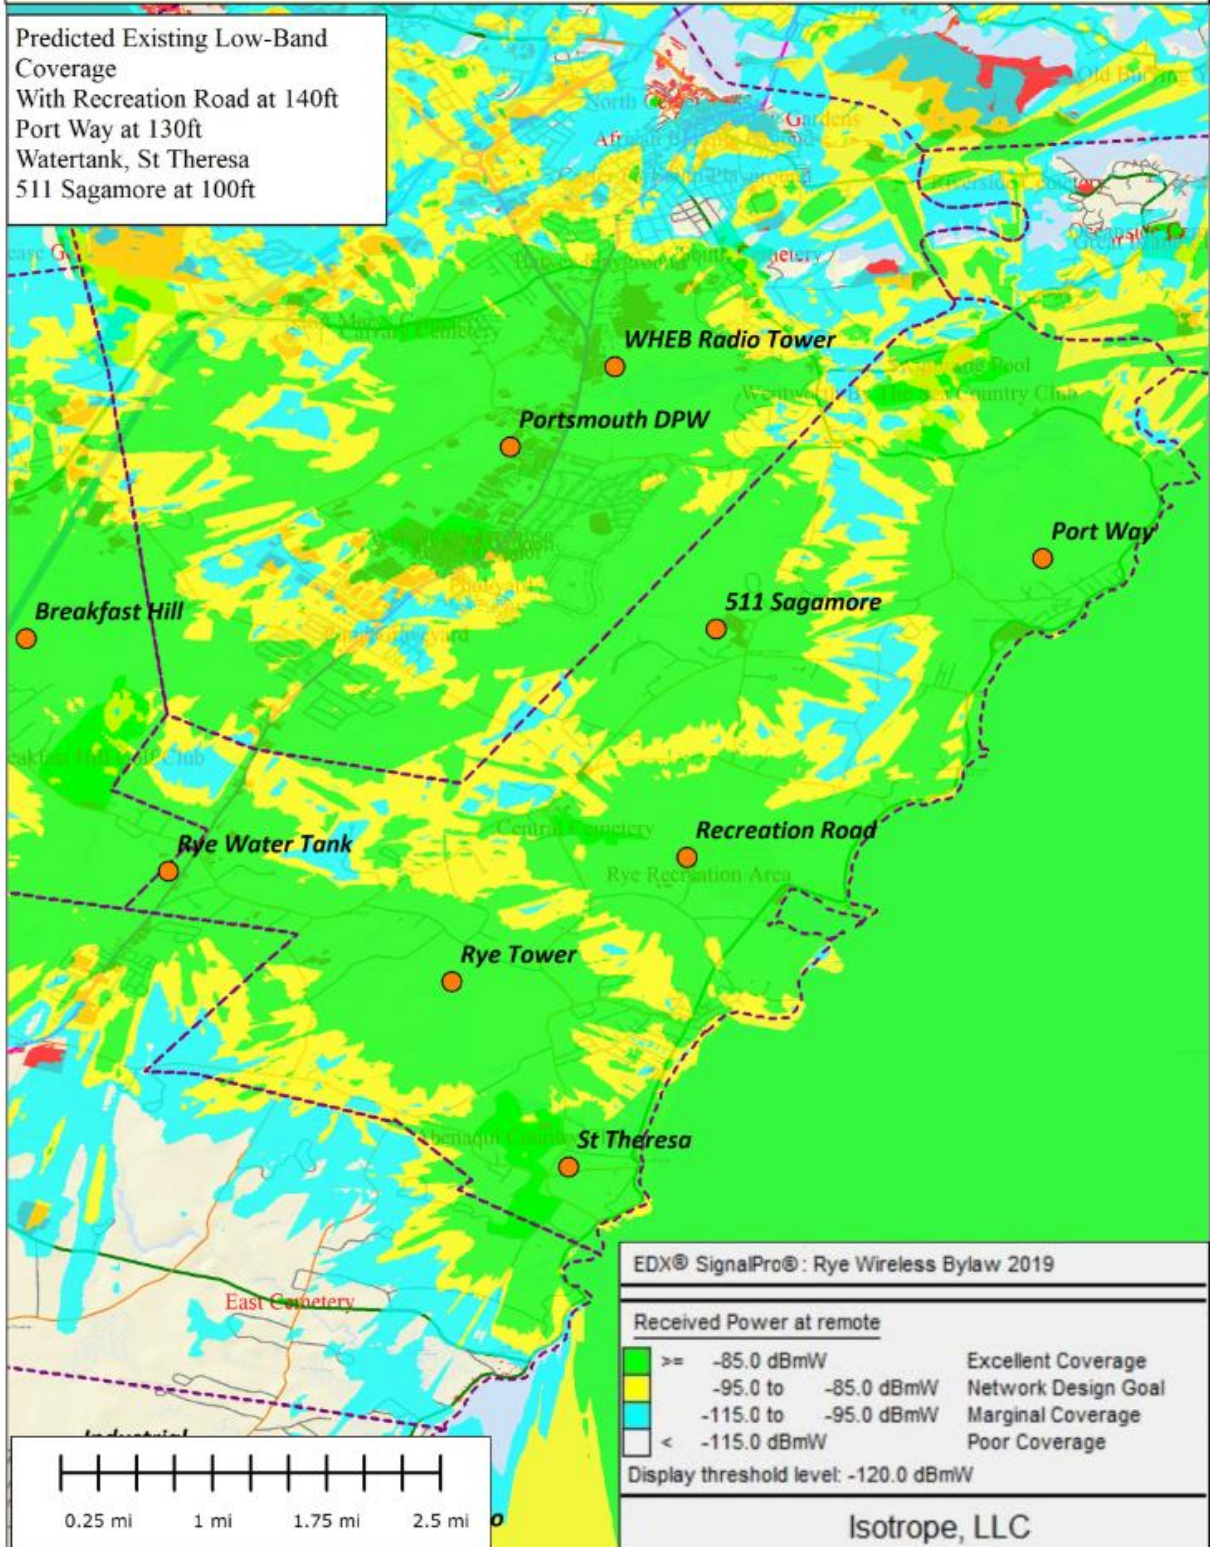 Predicted Existing Low-Band
Coverage
With Recreation Road at 140ft
Port Way at 130ft
Watertank, St Theresa
511 Sagamore at 100ft
Gardens
WHEB Radio Tower
Portsmouth DPW
Country Club
Port Way
511 Sagamore
Breakfast Hill
Rye Water Tank
Central Cemetery
Recreation Road
Rye Recreation Area
Rye Tower
St Theresa
East Cemetery
EDX® SignalPro®: Rye Wireless Bylaw 2019
Received Power at remote
>= -85.0 dBmW Excellent Coverage
-95.0 to -85.0 dBmW Network Design Goal
-115.0 to -95.0 dBmW Marginal Coverage
< -115.0 dBmW Poor Coverage
Display threshold level: -120.0 dBmW
Isotrope, LLC
0.25 mi 1 mi 1.75 mi 2.5 mi